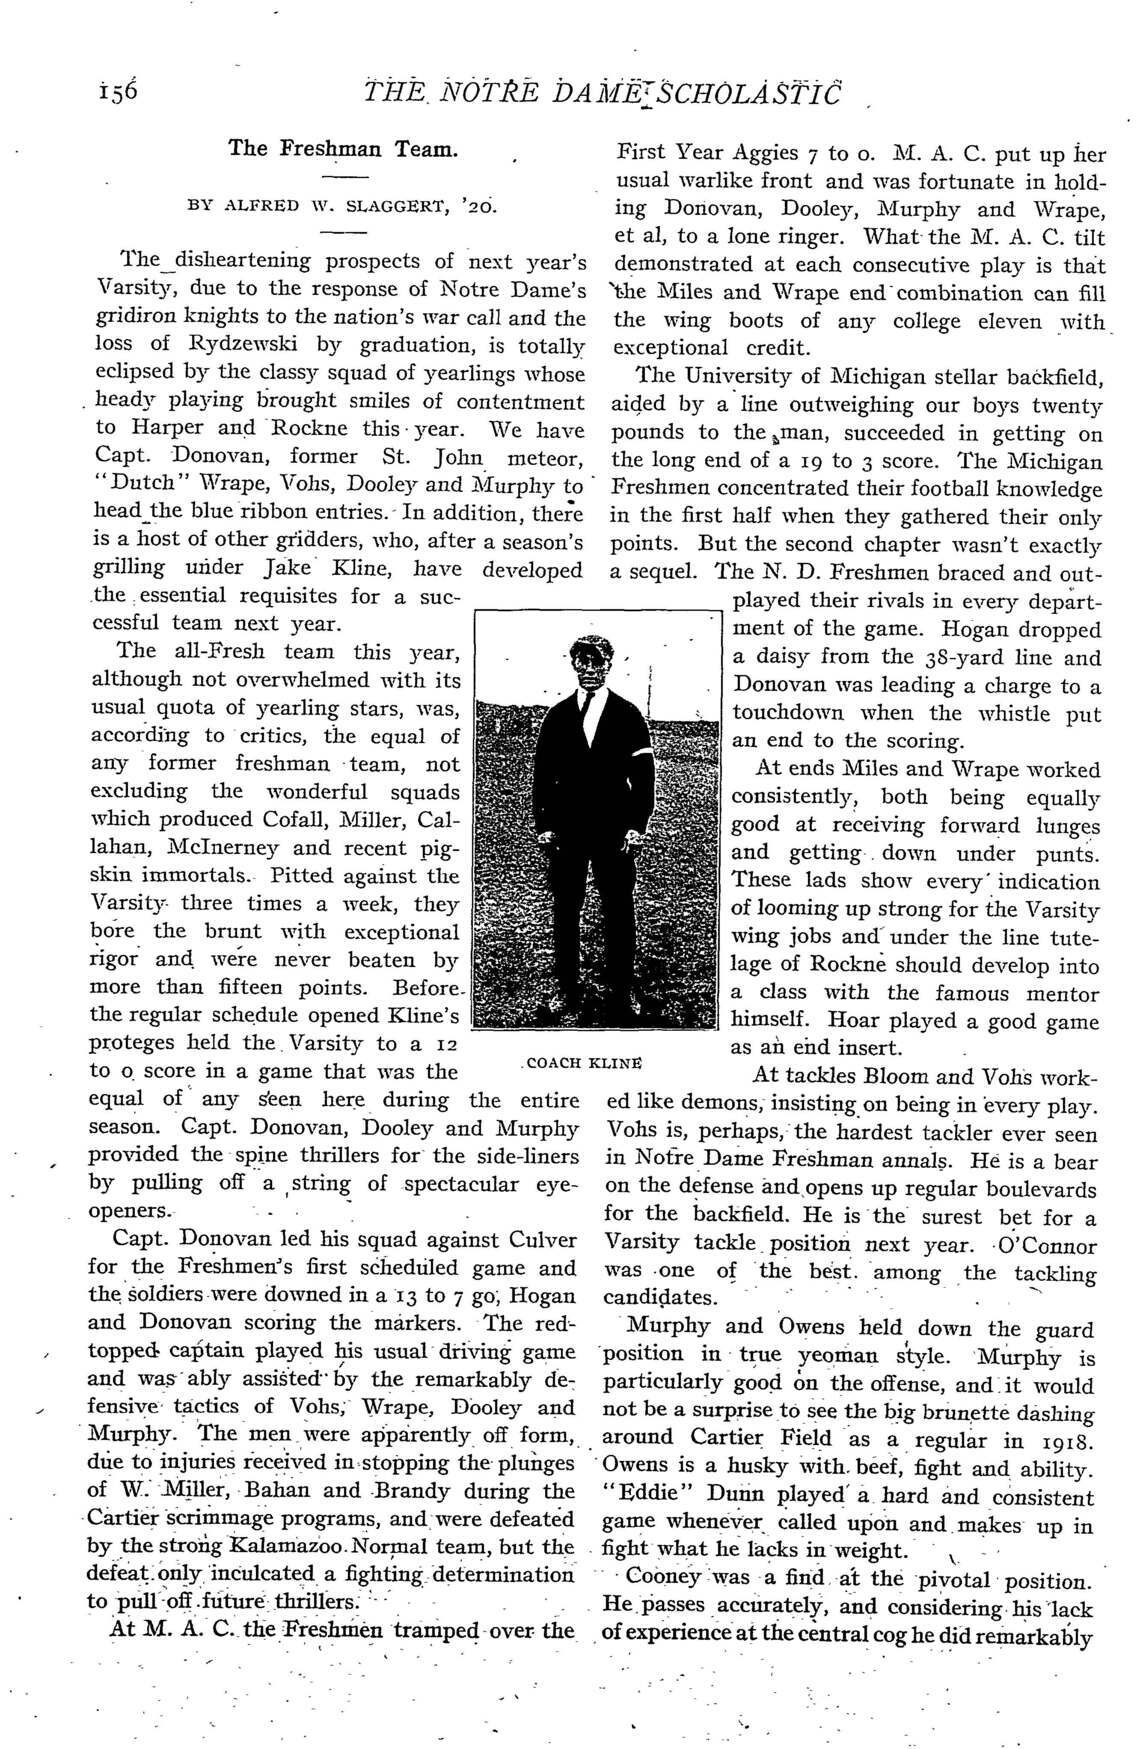 156
THE NOTRE DAME SCHOLASTIC
The Freshman Team.
BY ALFRED W. SLAGGERT, '20.
The disheartening prospects of next year's
Varsity, due to the response of Notre Dame's
gridiron knights to the nation's war call and the
loss of Rydzewski by graduation, is totally
eclipsed by the classy squad of yearlings whose
heady playing brought smiles of contentment
to Harper and Rockne this year. We have
Capt. Donovan, former St. John meteor,
"Dutch" Wrape, Vohs, Dooley and Murphy to
head the blue ribbon entries. In addition, there
is a host of other gridders, who, after a season's
grilling under Jake Kline, have developed
the essential requisites for a suc-
cessful team next year.
The all-Fresh team this year,
although not overwhelmed with its
usual quota of yearling stars, was,
according to critics, the equal of
any former freshman team, not
excluding the wonderful squads
which produced Cofall, Miller, Cal-
lahan, McInerney and recent pig-
skin immortals. Pitted against the
Varsity three times a week, they
bore the brunt with exceptional
rigor and were never beaten by
more than fifteen points. Before
the regular schedule opened Kline's
proteges held the Varsity to a 12
to 0 score in a game that was the
equal of any seen here during the entire
season. Capt. Donovan, Dooley and Murphy
provided the spine thrillers for the side-liners
by pulling off a string of spectacular eye-
openers.
Capt. Donovan led his squad against Culver
for the Freshmen's first scheduled game and
the soldiers were downed in a 13 to 7 go, Hogan
and Donovan scoring the markers. The red-
topped captain played his usual driving game
and was ably assisted by the remarkably de-
fensive tactics of Vohs, Wrape, Dooley and
Murphy. The men were apparently off form,
due to injuries received in stopping the plunges
of W. Miller, Bahan and Brandy during the
Cartier scrimmage programs, and were defeated
by the strong Kalamazoo Normal team, but the
defeat only inculcated a fighting determination
to pull off future thrillers.
At M. A. C. the Freshmen tramped over the
First Year Aggies 7 to 0. M. A. C. put up her
usual warlike front and was fortunate in hold-
ing Donovan, Dooley, Murphy and Wrape,
et al, to a lone ringer. What the M. A. C. tilt
demonstrated at each consecutive play is that
the Miles and Wrape end combination can fill
the wing boots of any college eleven with
exceptional credit.
The University of Michigan stellar backfield,
aided by a line outweighing our boys twenty
pounds to the man, succeeded in getting on
the long end of a 19 to 3 score. The Michigan
Freshmen concentrated their football knowledge
in the first half when they gathered their only
points. But the second chapter wasn't exactly
a sequel. The N. D. Freshmen braced and out-
played their rivals in every depart-
ment of the game. Hogan dropped
a daisy from the 38-yard line and
Donovan was leading a charge to a
touchdown when the whistle put
an end to the scoring.
At ends Miles and Wrape worked
consistently, both being equally
good at receiving forward lunges
and getting down under punts.
These lads show every indication
of looming up strong for the Varsity
wing jobs and under the line tute-
lage of Rockne should develop into
a class with the famous mentor
himself. Hoar played a good game
as an end insert.
COACH KLINE
At tackles Bloom and Vohs work-
ed like demons, insisting on being in every play.
Vohs is, perhaps, the hardest tackler ever seen
in Notre Dame Freshman annals. He is a bear
on the defense and opens up regular boulevards
for the backfield. He is the surest bet for a
Varsity tackle position next year. O'Connor
was one of the best among the tackling
candidates.
Murphy and Owens held down the guard
position in true yeoman style. Murphy is
particularly good on the offense, and it would
not be a surprise to see the big brunette dashing
around Cartier Field as a regular in 1918.
Owens is a husky with beef, fight and ability.
"Eddie" Dunn played a hard and consistent
game whenever called upon and makes up in
fight what he lacks in weight.
Cooney was a find at the pivotal position.
He passes accurately, and considering his lack
of experience at the central cog he did remarkably